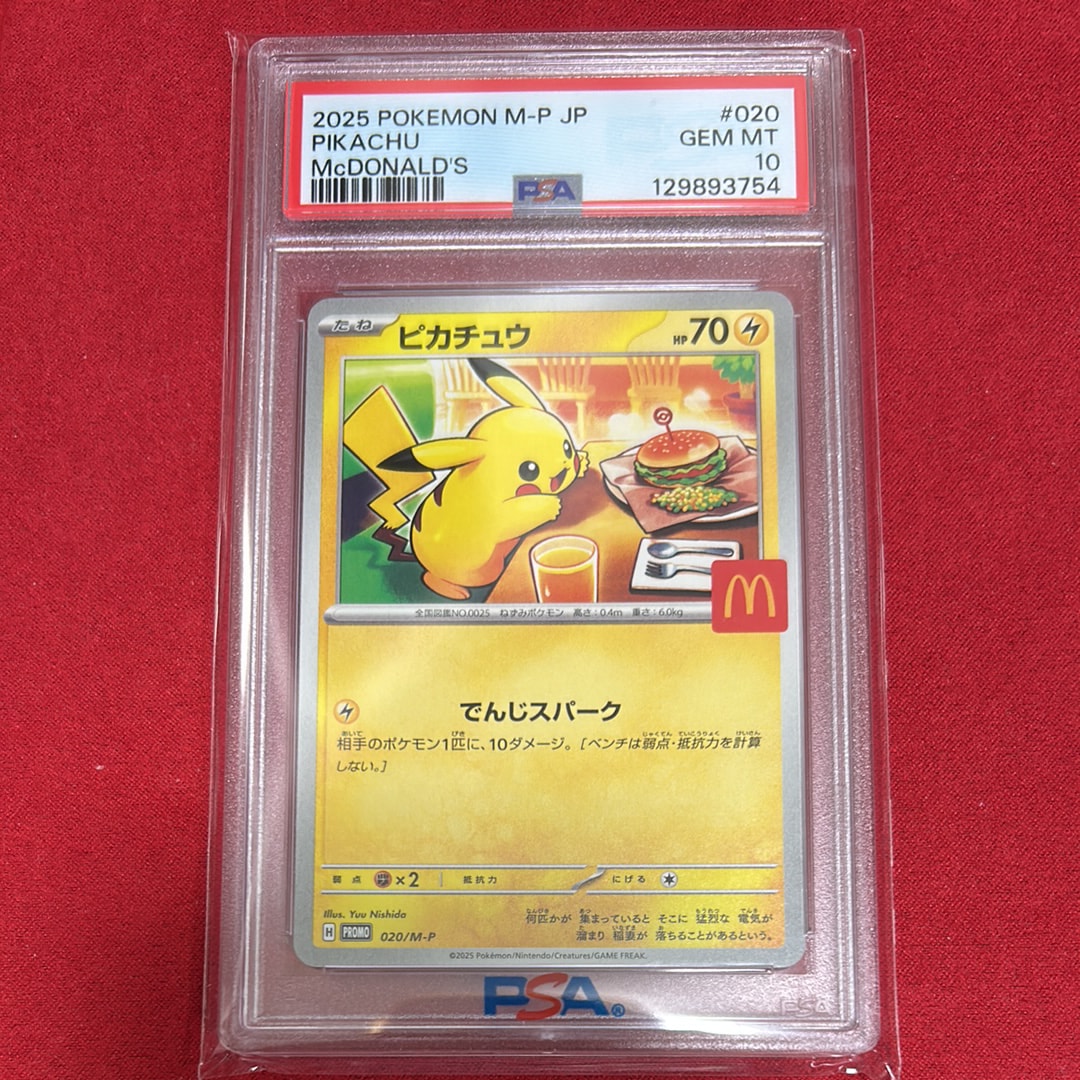 2025 POKEMON M-P JP #020
PIKACHU GEM MT
McDONALD'S 10
PSA 129893754
たね ピカチュウ HP70
全国図鑑NO.0025 ねずみポケモン 高さ:0.4m 重さ:6.0kg
でんじスパーク
相手のポケモン1匹に、10ダメージ。[ベンチは弱点・抵抗力を計算
しない。]
弱点 ×2 抵抗力 にげる
Illus. Yuu Nishida
何匹かが 集まっていると そこに 猛烈な 電気が
溜まり 稲妻が 落ちることがあるという。
H PROMO 020/M-P
©2025 Pokémon/Nintendo/Creatures/GAME FREAK.
PSA®
PSA